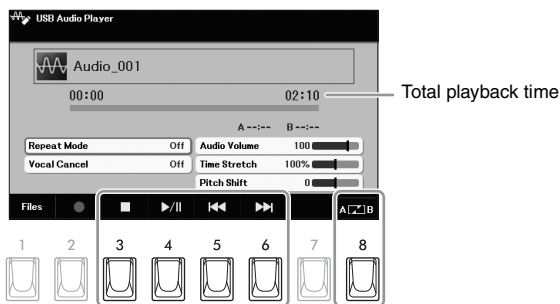 USB Audio Player
Audio_001
00:00 02:10
Total playback time
A --:-- B --:--
Repeat Mode Off
Audio Volume 100
Vocal Cancel Off
Time Stretch 100%
Pitch Shift 0
Files
A B
1 2 3 4 5 6 7 8